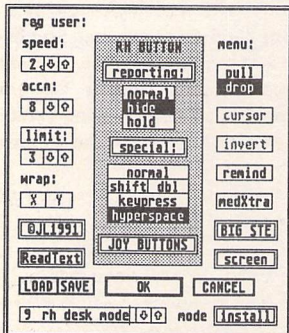 reg user:
speed: RH BUTTON menu:
2. ⇩ ⇧ reporting: pull
accn: normal drop
8 ⇩ ⇧ hide cursor
limit: hold
3 ⇩ ⇧ special: invert
wrap: normal remind
X Y shift dbl
keypress medXtra
©JL1991 hyperspace BIG STE
ReadText JOY BUTTONS screen
LOAD SAVE OK CANCEL
9 rh desk mode ⇩ ⇧ mode install